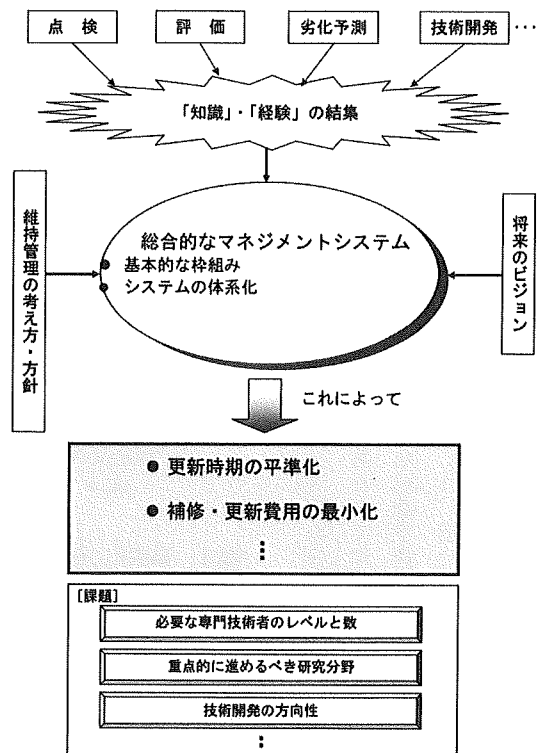 点　検
評　価
劣化予測
技術開発 ･･･
「知識」・「経験」の結集
維持管理の考え方・方針
総合的なマネジメントシステム
● 基本的な枠組み
● システムの体系化
将来のビジョン
これによって
● 更新時期の平準化
● 補修・更新費用の最小化
⋮
［課題］
必要な専門技術者のレベルと数
重点的に進めるべき研究分野
技術開発の方向性
⋮